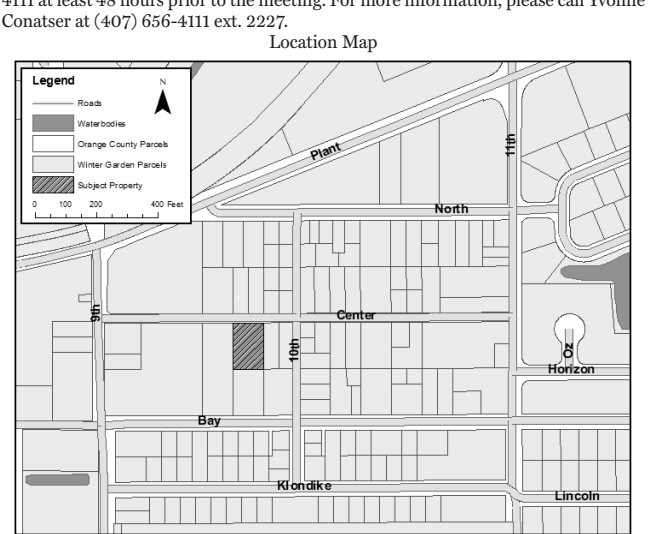 4111 at least 48 hours prior to the meeting. For more information, please call Yvonne
Conatser at (407) 656-4111 ext. 2227.
Location Map
Legend
N
Roads
Waterbodies
Orange County Parcels
Winter Garden Parcels
Subject Property
0 100 200 400 Feet
Plant
11th
North
9th
Center
10th
Oz
Horizon
Bay
Klondike
Lincoln